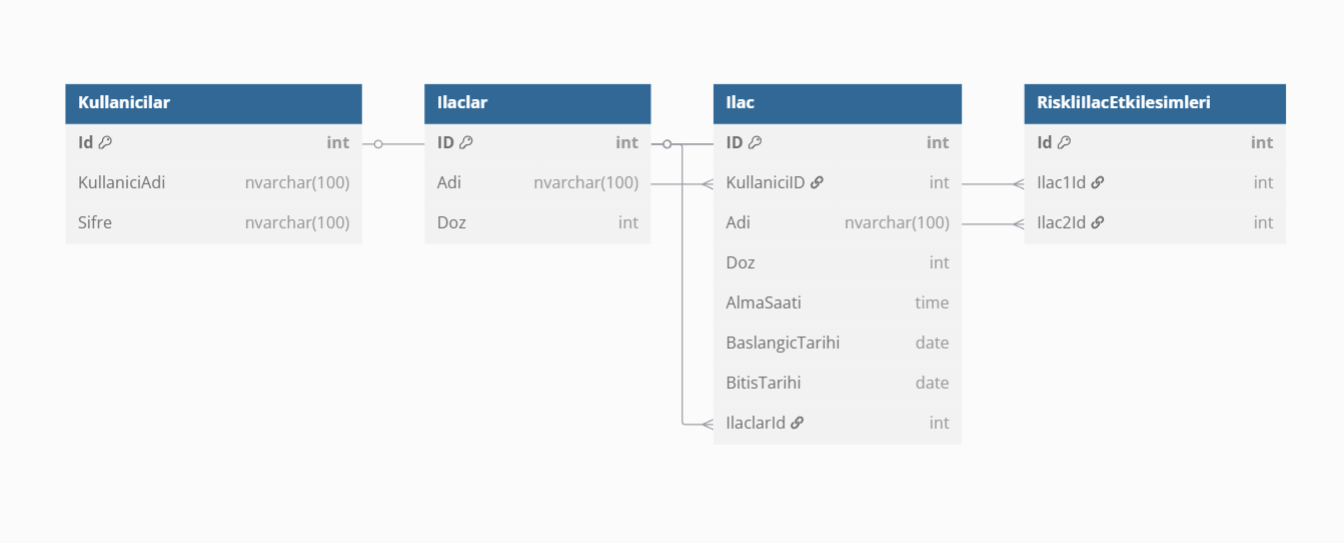 Kullanicilar
Id int
KullaniciAdi nvarchar(100)
Sifre nvarchar(100)
Ilaclar
ID int
Adi nvarchar(100)
Doz int
Ilac
ID int
KullaniciID int
Adi nvarchar(100)
Doz int
AlmaSaati time
BaslangicTarihi date
BitisTarihi date
IlaclarId int
RiskliIlacEtkilesimleri
Id int
Ilac1Id int
Ilac2Id int